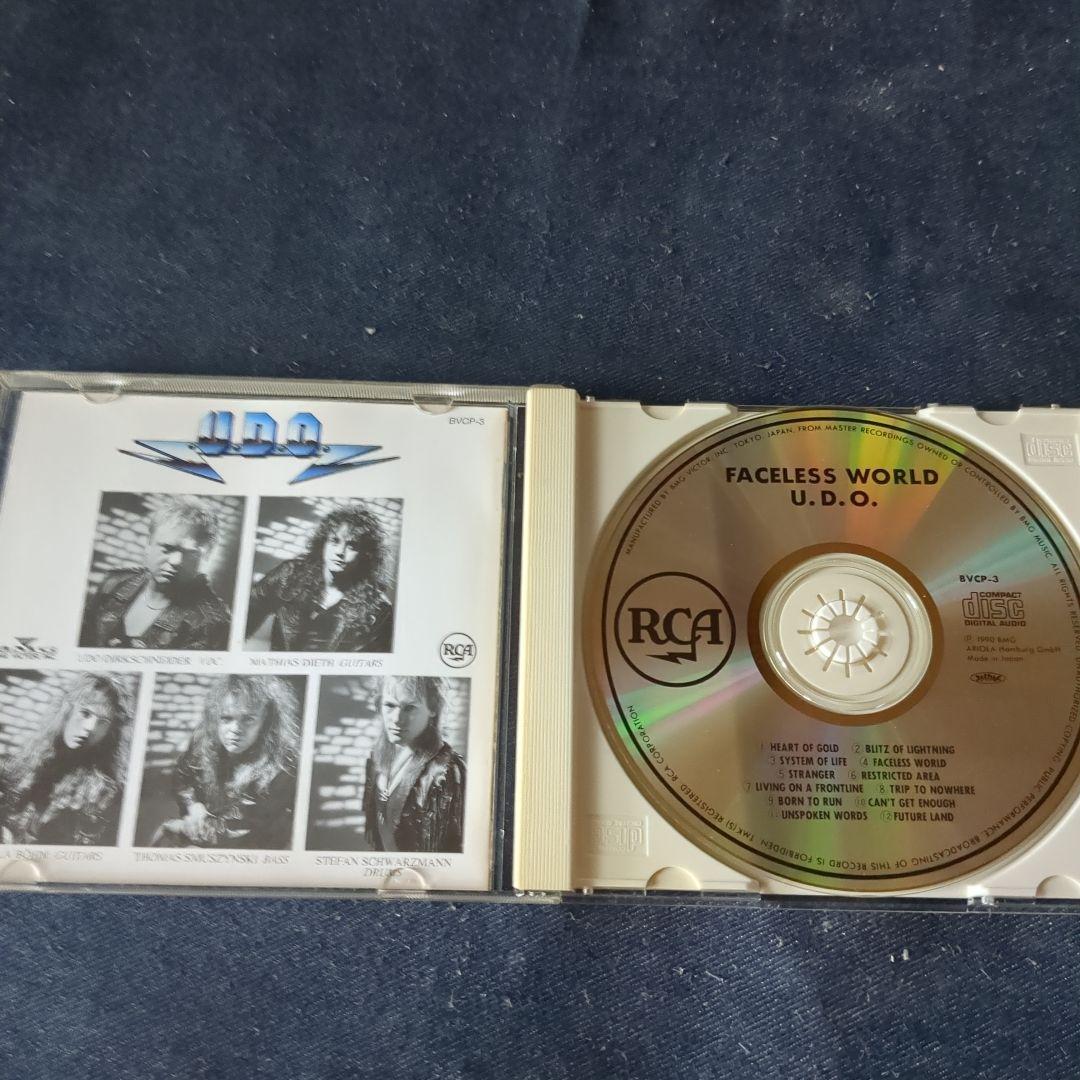 U.D.O.
BVCP-3
UDO DIRKSCHNEIDER VOC.
MATHIAS DIETH GUITARS
RCA
LA BÖHM GUITARS
THOMAS SMUSZYNSKI BASS
STEFAN SCHWARZMANN
DRUMS
MANUFACTURED BY BMG VICTOR INC. TOKYO, JAPAN, FROM MASTER RECORDINGS OWNED OR CONTROLLED BY BMG MUSIC. ALL RIGHTS RESERVED UNAUTHORIZED COPYING PUBLIC PERFORMANCE BROADCASTING OF THIS RECORD IS FORBIDDEN. TMK(S) REGISTERED RCA CORPORATION
FACELESS WORLD
U.D.O.
BVCP-3
RCA
COMPACT
disc
DIGITAL AUDIO
Ⓟ 1990 BMG
ARIOLA Hamburg GmbH
Made in Japan
1 HEART OF GOLD 2 BLITZ OF LIGHTNING
3 SYSTEM OF LIFE 4 FACELESS WORLD
5 STRANGER 6 RESTRICTED AREA
7 LIVING ON A FRONTLINE 8 TRIP TO NOWHERE
9 BORN TO RUN 10 CAN'T GET ENOUGH
11 UNSPOKEN WORDS 12 FUTURE LAND
disc
disc